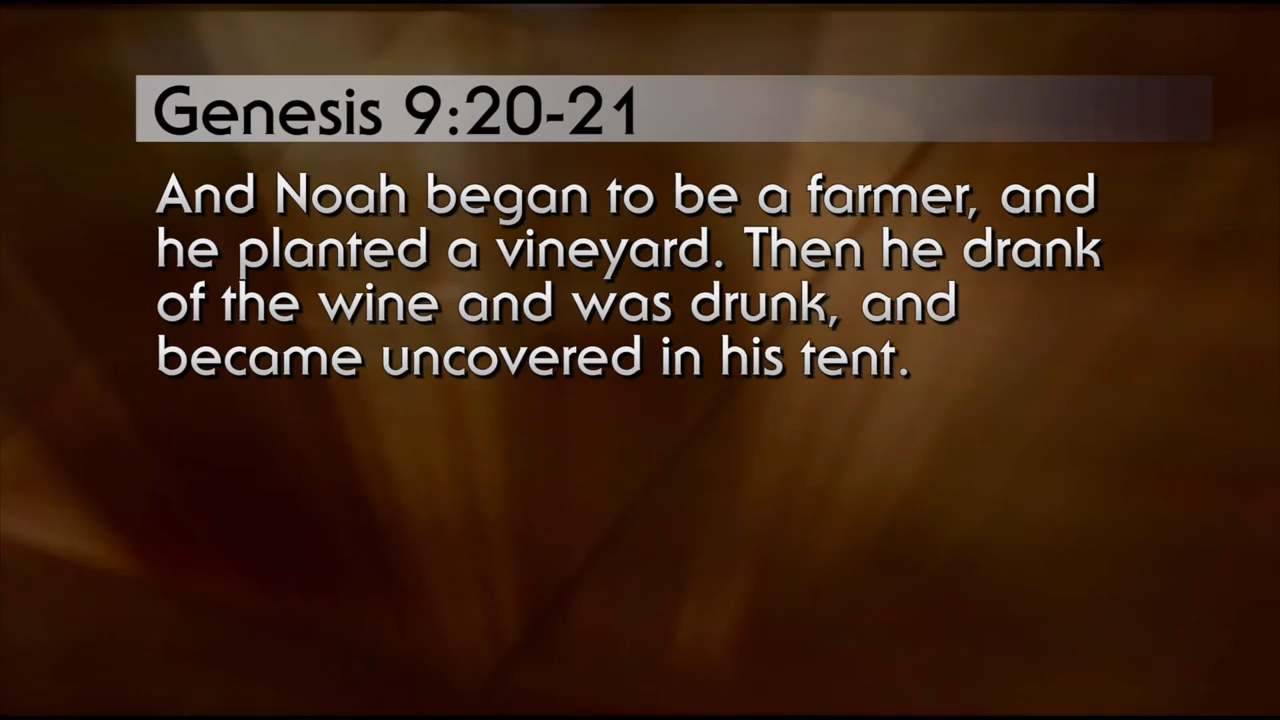 Genesis 9:20-21
And Noah began to be a farmer, and
he planted a vineyard. Then he drank
of the wine and was drunk, and
became uncovered in his tent.